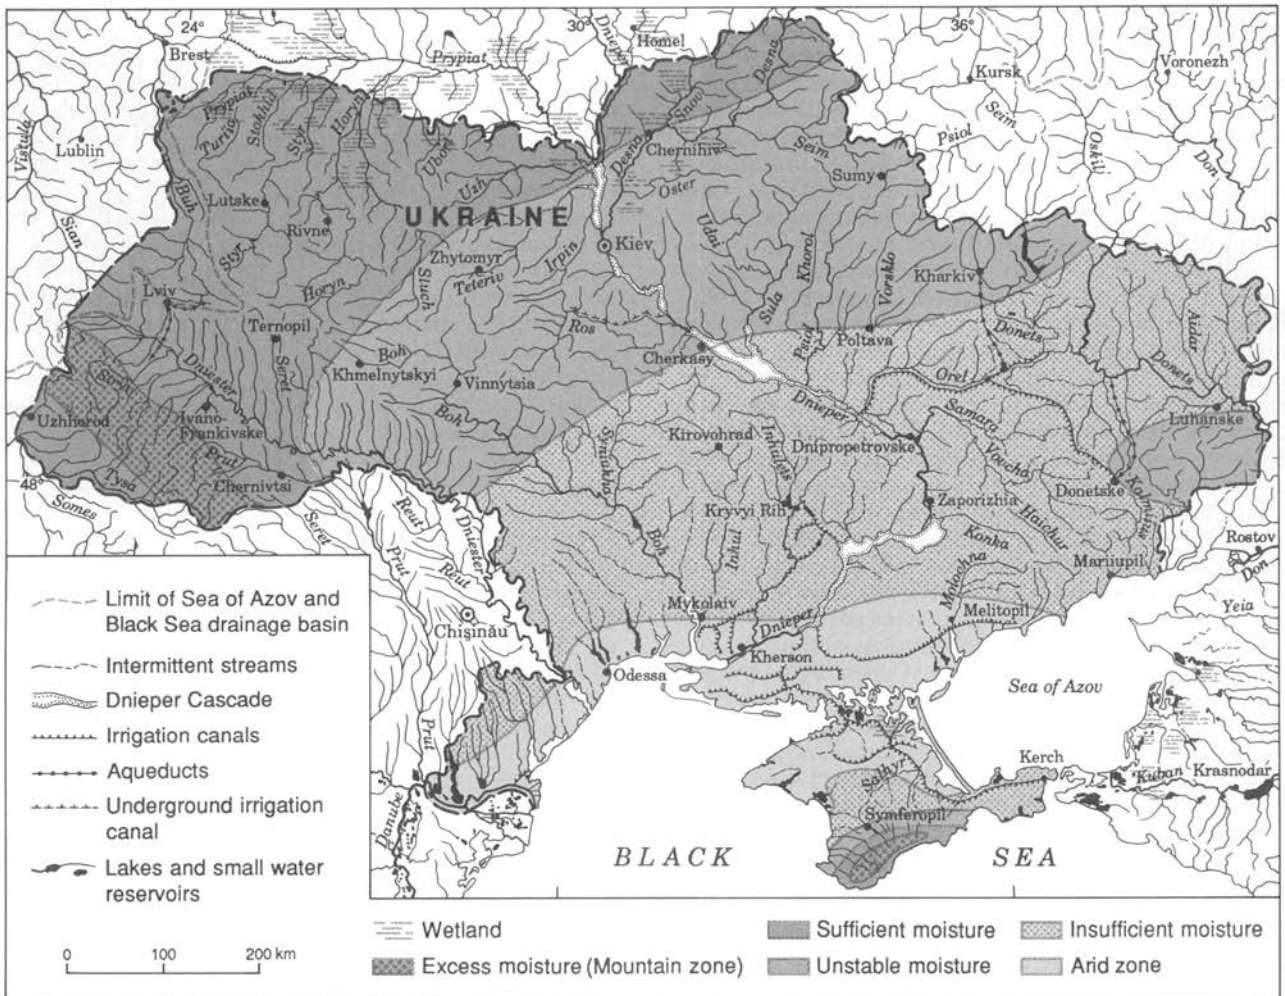 24°
30°
36°
Brest
Prypiat
Dnieper
Homel
Desna
Kursk
Voronezh
Vistula
Lublin
Prypiat
Turiia
Stokhid
Styr
Horyn
Ubort
Uzh
Desna
Snov
Chernihiv
Seim
Psiol
Seim
Oskil
Don
Buh
Lutske
Rivne
UKRAINE
Oster
Sumy
Sian
Styr
Zhytomyr
Teteriv
Irpin
Kiev
Udai
Khorol
Vorsklo
Kharkiv
Lviv
Horyn
Sluch
Ternopil
Seret
Boh
Khmelnytskyi
Vinnytsia
Ros
Sula
Cherkasy
Psiol
Poltava
Donets
Aidar
Donets
Dniester
Stryi
Uzhhorod
Ivano-
Frankivske
Prut
Tysa
Chernivtsi
Boh
Syniukha
Kirovohrad
Inhulets
Dnieper
Dnipropetrovske
Orel
Samara
Vovcha
Luhanske
48°
Somes
Seret
Reut
Dniester
Prut
Reut
Kryvyi Rih
Boh
Inhul
Zaporizhia
Donetske
Kalmius
Haichur
Konka
Molochna
Mariiupil
Rostov
Don
Chişinău
Mykolaiv
Dnieper
Kherson
Melitopil
Yeia
Odessa
Sea of Azov
Prut
Danube
Kerch
Kuban
Krasnodar
Salhyr
Symferopil
BLACK SEA
Limit of Sea of Azov and
Black Sea drainage basin
Intermittent streams
Dnieper Cascade
Irrigation canals
Aqueducts
Underground irrigation
canal
Lakes and small water
reservoirs
0 100 200 km
Wetland
Excess moisture (Mountain zone)
Sufficient moisture
Unstable moisture
Insufficient moisture
Arid zone